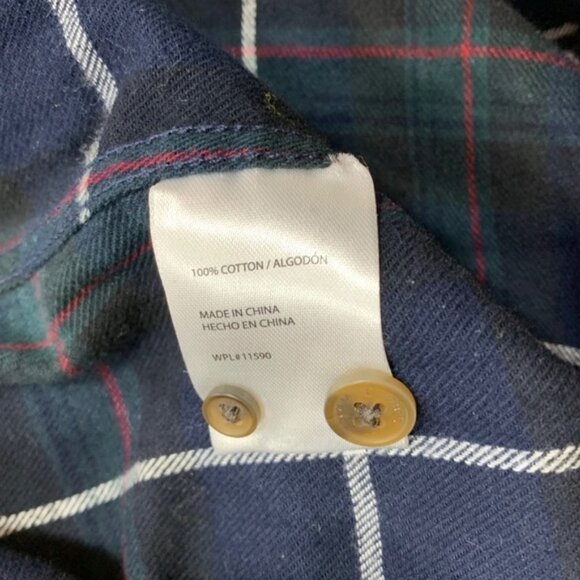 100% COTTON / ALGODÓN
MADE IN CHINA
HECHO EN CHINA
WPL#11590